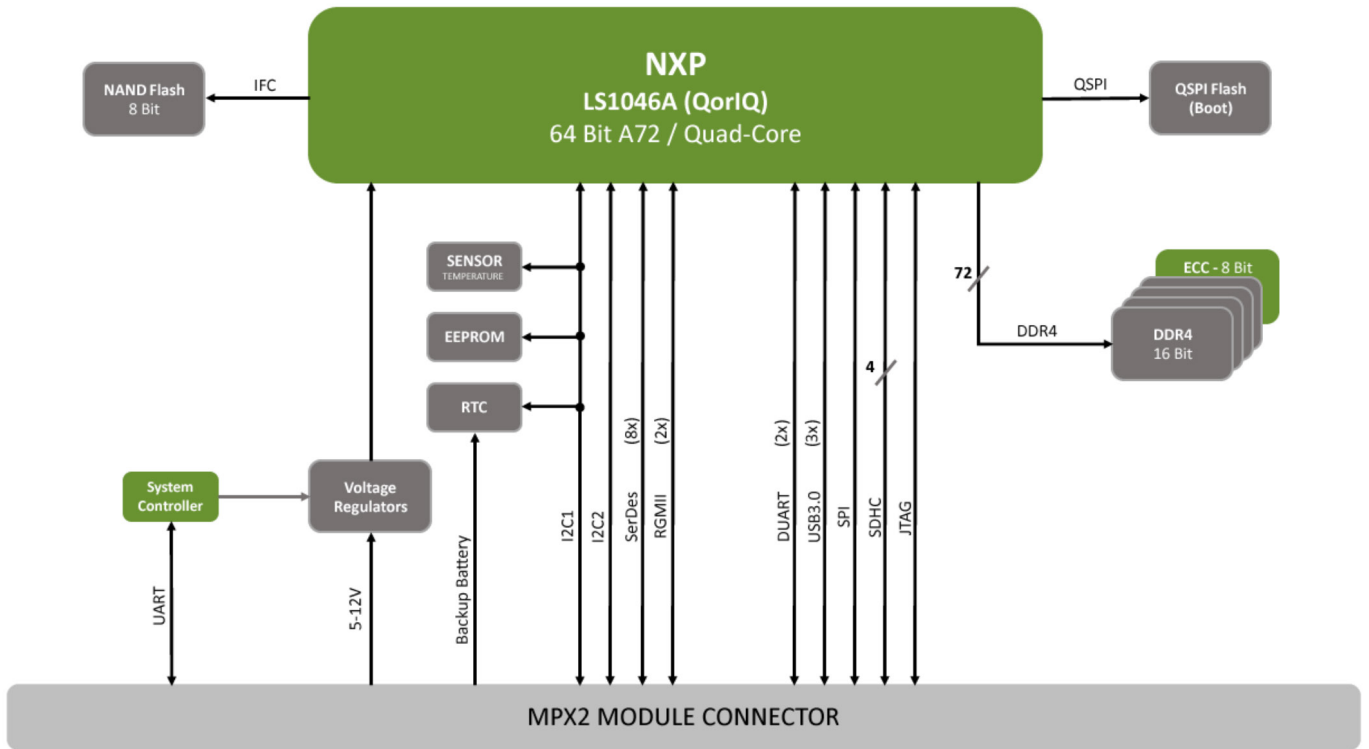 NXP
LS1046A (QorIQ)
64 Bit A72 / Quad-Core
NAND Flash
8 Bit
IFC
QSPI
QSPI Flash
(Boot)
SENSOR
TEMPERATURE
EEPROM
RTC
72
ECC - 8 Bit
DDR4
DDR4
16 Bit
4
System
Controller
Voltage
Regulators
UART
5-12V
Backup Battery
I2C1
I2C2
SerDes (8x)
RGMII (2x)
DUART (2x)
USB3.0 (3x)
SPI
SDHC
JTAG
MPX2 MODULE CONNECTOR